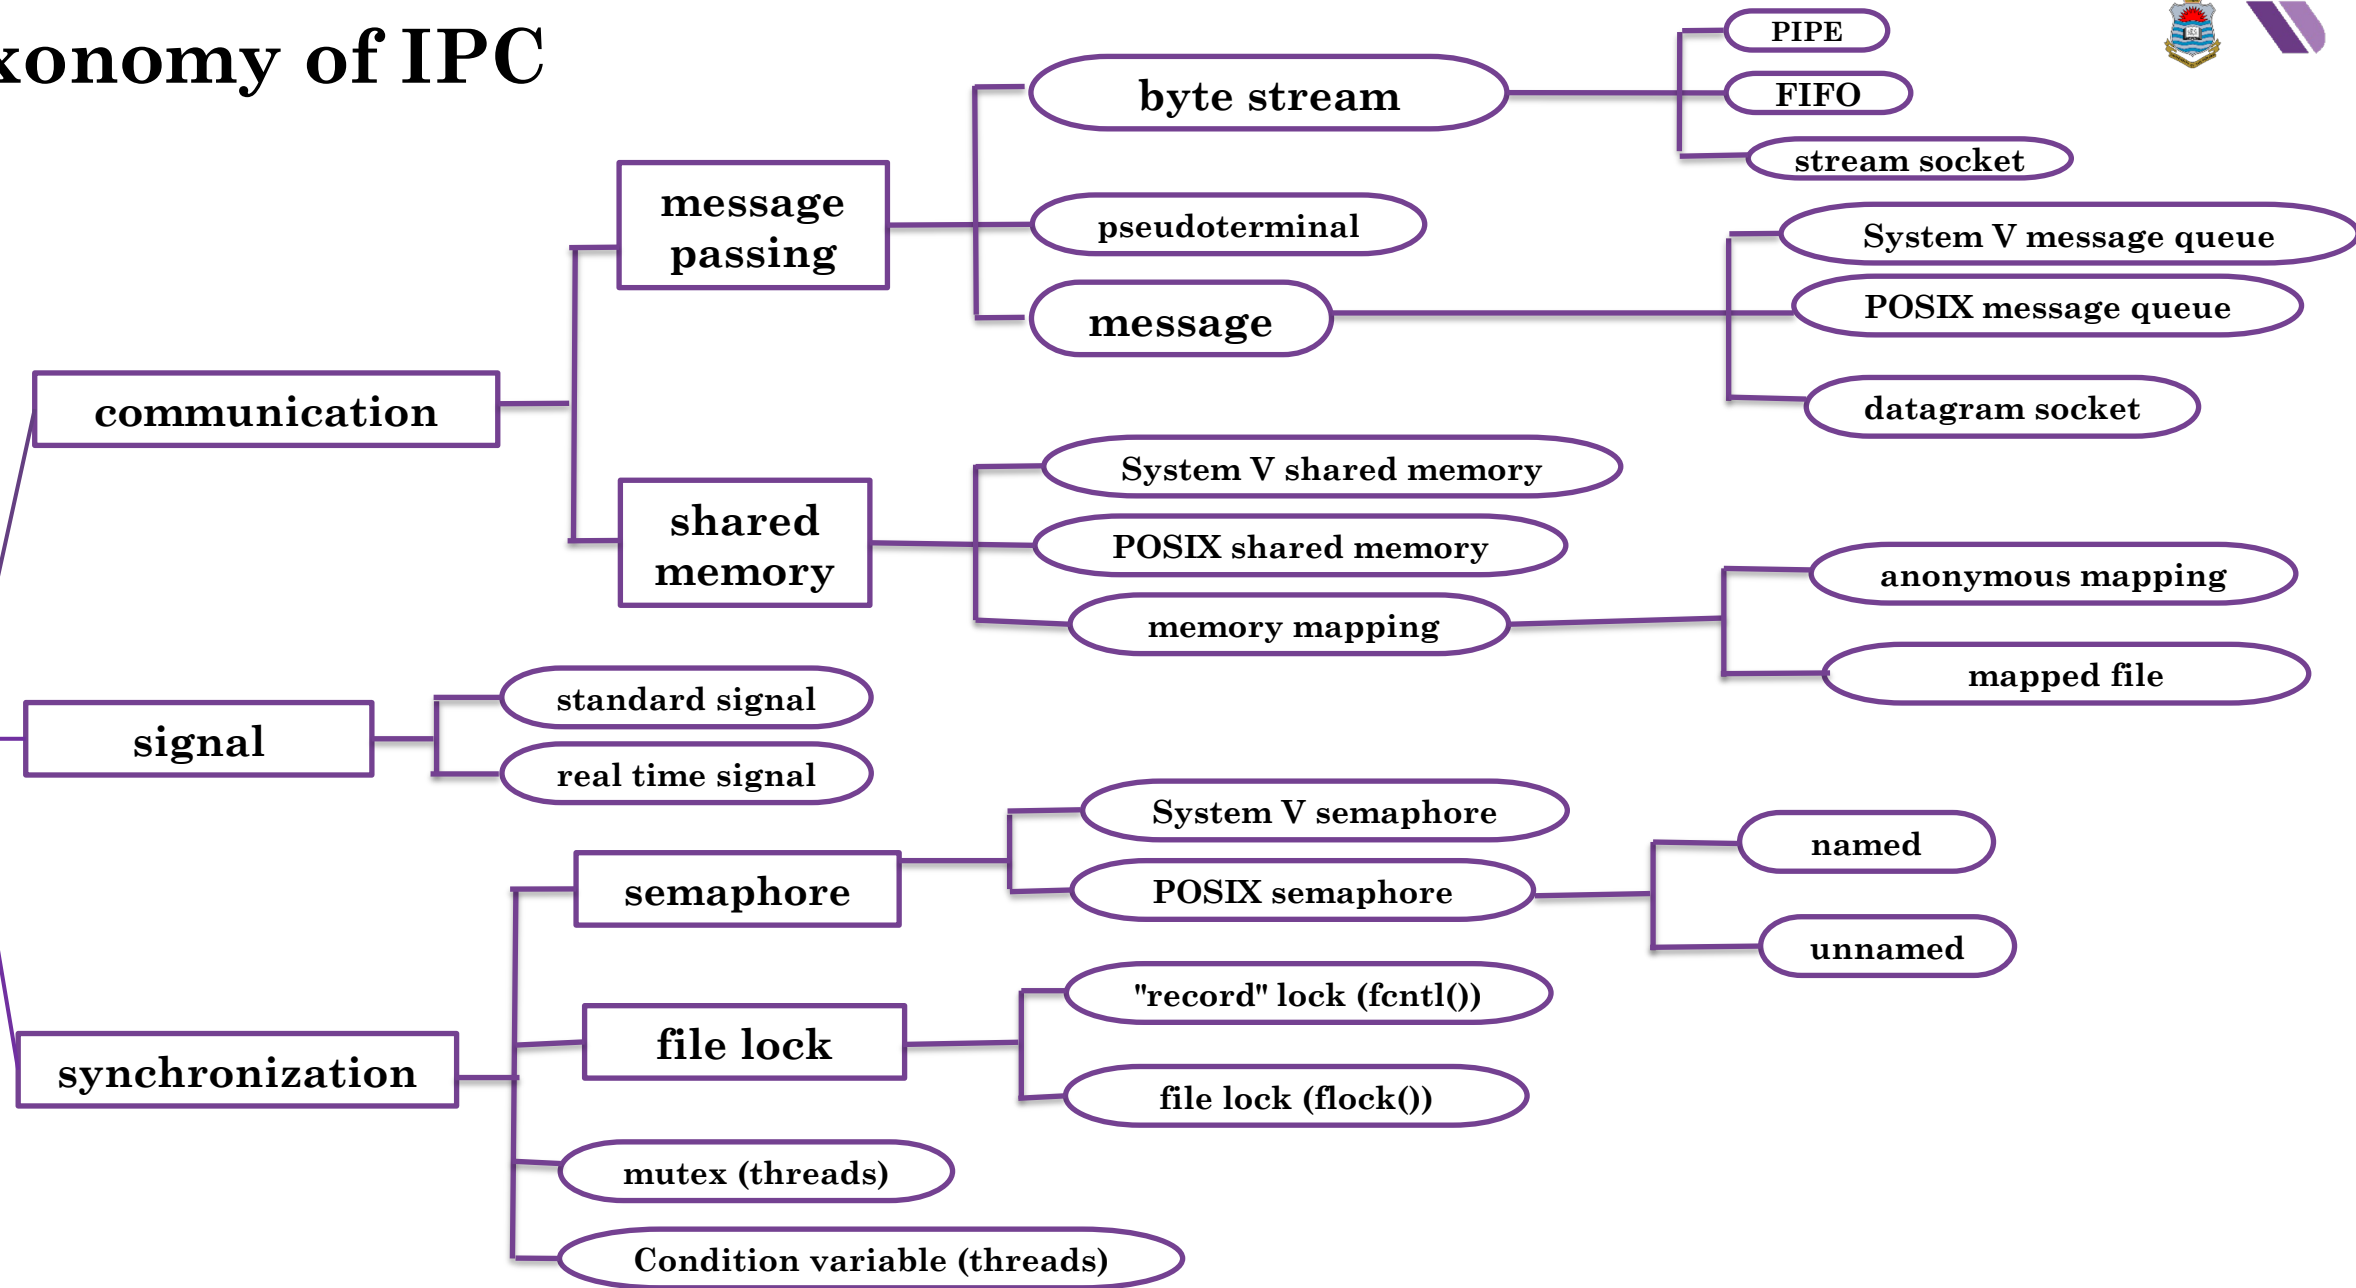 xonomy of IPC
PIPE
byte stream
FIFO
stream socket
message
passing
pseudoterminal
System V message queue
message
POSIX message queue
communication
datagram socket
System V shared memory
shared
memory
POSIX shared memory
anonymous mapping
memory mapping
mapped file
standard signal
signal
real time signal
System V semaphore
named
semaphore
POSIX semaphore
unnamed
"record" lock (fcntl())
file lock
file lock (flock())
synchronization
mutex (threads)
Condition variable (threads)